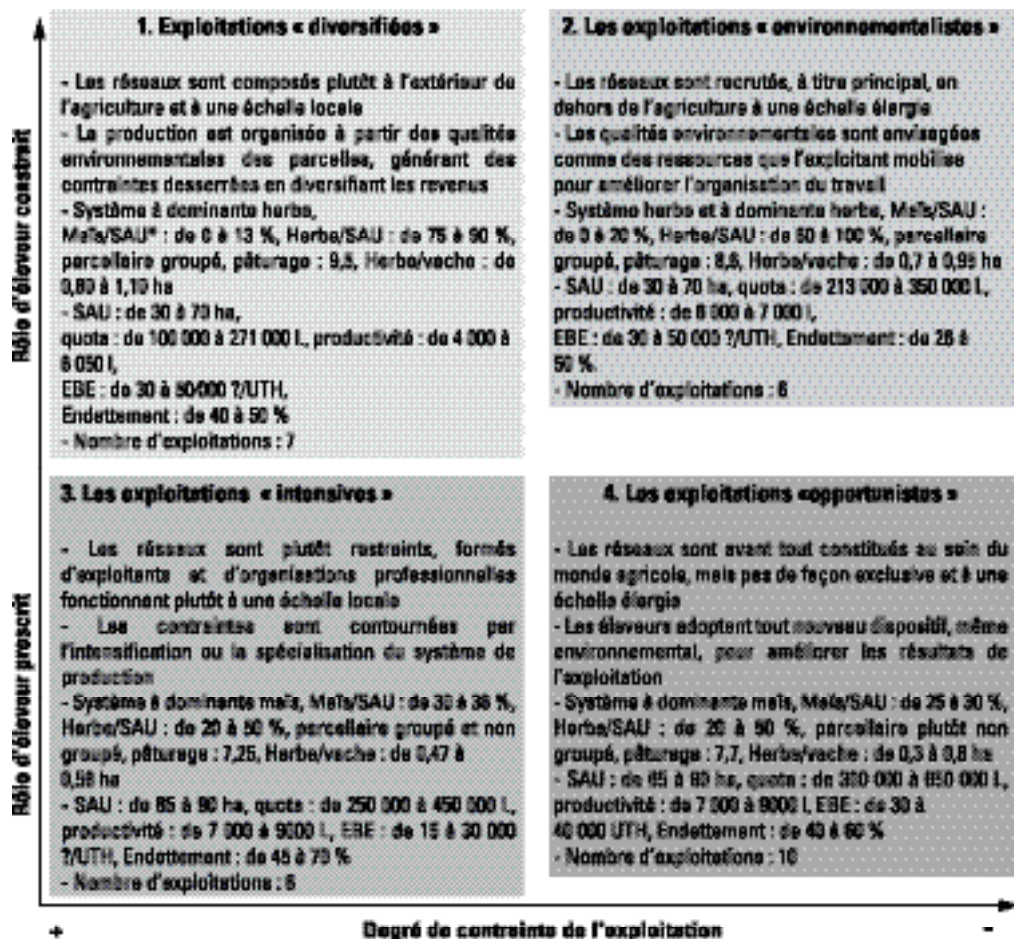 1. Exploitations « diversifiées »
- Les réseaux sont composés plutôt à l'extérieur de
l'agriculture et à une échelle locale
- La production est organisée à partir des qualités
environnementales des parcelles, générant des
contraintes desserrées en diversifiant les revenus
- Système à dominante herbe,
Maïs/SAU* : de 0 à 13 %, Herbe/SAU : de 75 à 90 %,
parcellaire groupé, pâturage : 9,5, Herbe/vache : de
0,80 à 1,10 ha
- SAU : de 30 à 70 ha,
quota : de 100 000 à 271 000 l., productivité : de 4 000 à
6 050 l,
EBE : de 30 à 50 000 ?/UTH,
Endettement : de 40 à 50 %
- Nombre d'exploitations : 7
2. Les exploitations « environnementalistes »
- Les réseaux sont recrutés, à titre principal, en
dehors de l'agriculture à une échelle élargie
- Les qualités environnementales sont envisagées
comme des ressources que l'exploitant mobilise
pour améliorer l'organisation du travail
- Système herbe et à dominante herbe, Maïs/SAU :
de 0 à 20 %, Herbe/SAU : de 60 à 100 %, parcellaire
groupé, pâturage : 8,6, Herbe/vache : de 0,7 à 0,95 ha
- SAU : de 30 à 70 ha, quota : de 213 000 à 350 000 l.,
productivité : de 6 000 à 7 000 l,
EBE : de 30 à 50 000 ?/UTH, Endettement : de 26 à
50 %.
- Nombre d'exploitations : 6
3. Les exploitations « intensives »
- Les réseaux sont plutôt restraints, formés
d'exploitants et d'organisations professionnelles
fonctionnant plutôt à une échelle locale
- Les contraintes sont contournées par
l'intensification ou la spécialisation du système de
production
- Système à dominante maïs, Maïs/SAU : de 30 à 36 %,
Herbe/SAU : de 20 à 50 %, parcellaire groupé et non
groupé, pâturage : 7,25, Herbe/vache : de 0,47 à
0,58 ha
- SAU : de 65 à 90 ha, quota : de 250 000 à 450 000 l.,
productivité : de 7 000 à 9000 l, EBE : de 15 à 30 000
?/UTH, Endettement : de 45 à 70 %
- Nombre d'exploitations : 6
4. Les exploitations «opportunistes »
- Les réseaux sont avant tout constitués au sein du
monde agricole, mais pas de façon exclusive et à une
échelle élargie
- Les éleveurs adoptent tout nouveau dispositif, même
environnemental, pour améliorer les résultats de
l'exploitation
- Système à dominante maïs, Maïs/SAU : de 25 à 30 %,
Herbe/SAU : de 20 à 50 %, parcellaire plutôt non
groupé, pâturage : 7,7, Herbe/vache : de 0,3 à 0,8 ha
- SAU : de 65 à 80 ha, quota : de 300 000 à 650 000 l.,
productivité : de 7 000 à 9000 l, EBE : de 30 à
40 000 UTH, Endettement : de 40 à 60 %
- Nombre d'exploitations : 10
Rôle d'éleveur construit
Rôle d'éleveur prescrit
+ Degré de contrainte de l'exploitation -